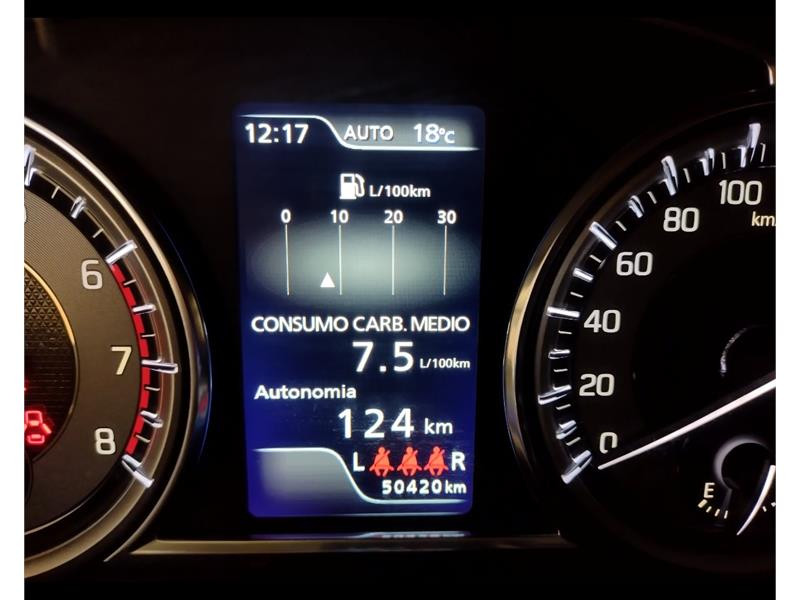 12:17 AUTO 18°C
L/100km
0 10 20 30
CONSUMO CARB. MEDIO
7.5 L/100km
Autonomia
124 km
L R
50420km
6
7
8
100
80
60
40
20
0
km/
E